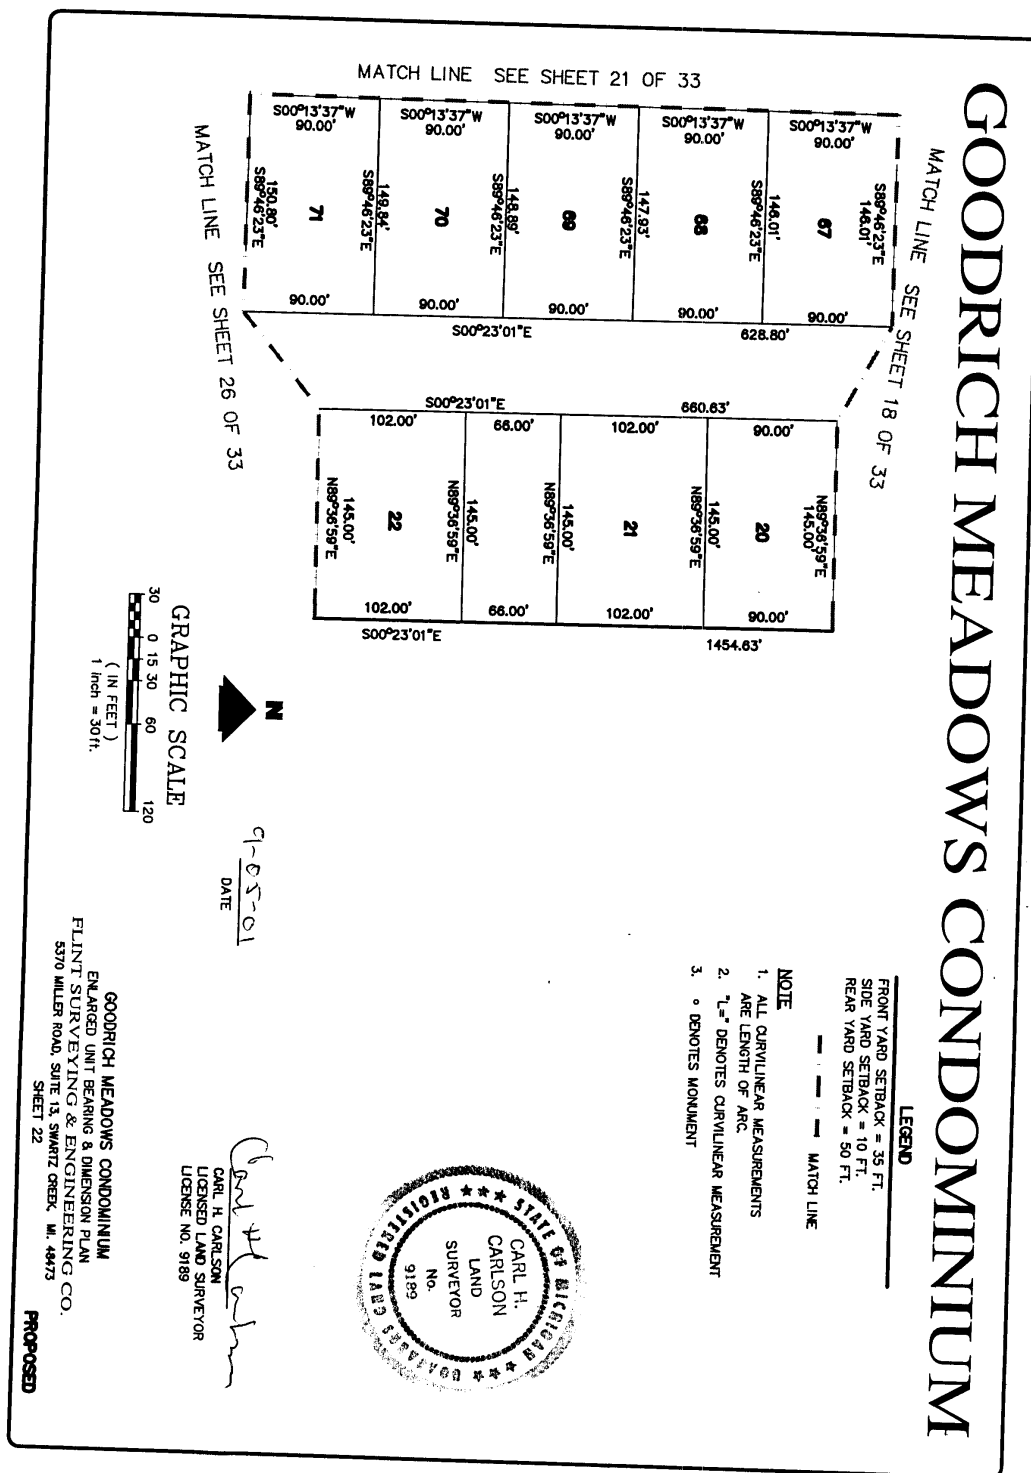 GOODRICH MEADOWS CONDOMINIUM
MATCH LINE SEE SHEET 18 OF 33
MATCH LINE SEE SHEET 21 OF 33
MATCH LINE SEE SHEET 26 OF 33
S00°13'37"W
90.00'
S00°13'37"W
90.00'
S00°13'37"W
90.00'
S00°13'37"W
90.00'
S00°13'37"W
90.00'
S89°46'23"E
146.01'
67
146.01'
S89°46'23"E
68
147.93'
S89°46'23"E
69
148.89'
S89°46'23"E
70
149.84'
S89°46'23"E
71
150.80'
S89°46'23"E
90.00'
90.00'
90.00'
90.00'
90.00'
S00°23'01"E
628.80'
S00°23'01"E
660.63'
102.00'
66.00'
102.00'
90.00'
N89°36'59"E
145.00'
20
145.00'
N89°36'59"E
21
145.00'
N89°36'59"E
145.00'
N89°36'59"E
22
145.00'
N89°36'59"E
102.00'
66.00'
102.00'
90.00'
S00°23'01"E
1454.63'
N
GRAPHIC SCALE
30 0 15 30 60 120
( IN FEET )
1 inch = 30 ft.
LEGEND
FRONT YARD SETBACK = 35 FT.
SIDE YARD SETBACK = 10 FT.
REAR YARD SETBACK = 50 FT.
MATCH LINE
NOTE
1. ALL CURVILINEAR MEASUREMENTS
ARE LENGTH OF ARC.
2. "L=" DENOTES CURVILINEAR MEASUREMENT
3. ° DENOTES MONUMENT
9-05-01
DATE
STATE OF MICHIGAN
CARL H.
CARLSON
LAND
SURVEYOR
No.
9189
REGISTERED LAND SURVEYOR
Carl H Carlson
CARL H. CARLSON
LICENSED LAND SURVEYOR
LICENSE NO. 9189
GOODRICH MEADOWS CONDOMINIUM
ENLARGED UNIT BEARING & DIMENSION PLAN
FLINT SURVEYING & ENGINEERING CO.
5370 MILLER ROAD, SUITE 13, SWARTZ CREEK, MI. 48473
SHEET 22
PROPOSED